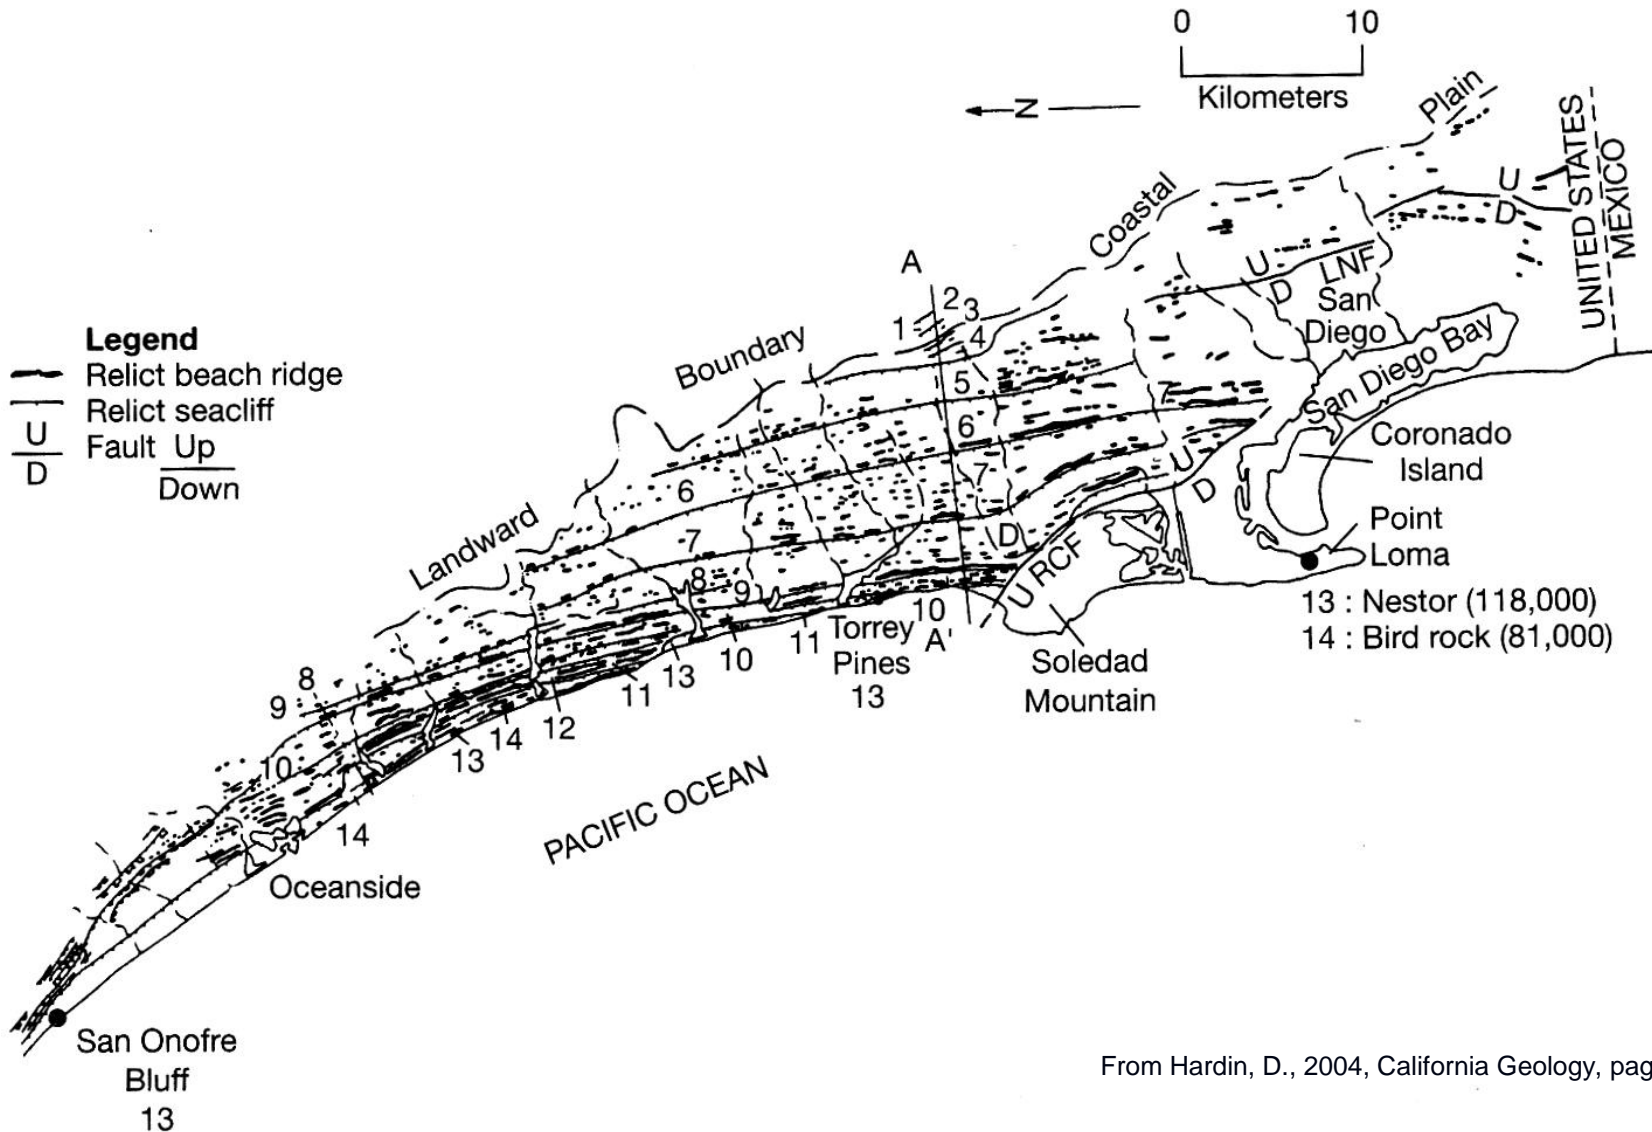 0 10
Kilometers
N
Plain
Coastal
Boundary
Landward
UNITED STATES
MEXICO
Legend
Relict beach ridge
Relict seacliff
U
D
Fault Up
Down
A
1
2
3
4
5
6
7
7
U
D
LNF
U
D
San
Diego
San Diego Bay
Coronado
Island
Point
Loma
13 : Nestor (118,000)
14 : Bird rock (81,000)
U
D
D
U RCF
Soledad
Mountain
6
7
8
9
10
A'
Torrey
Pines
13
11
10
13
11
12
14
13
8
9
10
14
Oceanside
PACIFIC OCEAN
San Onofre
Bluff
13
From Hardin, D., 2004, California Geology, pag